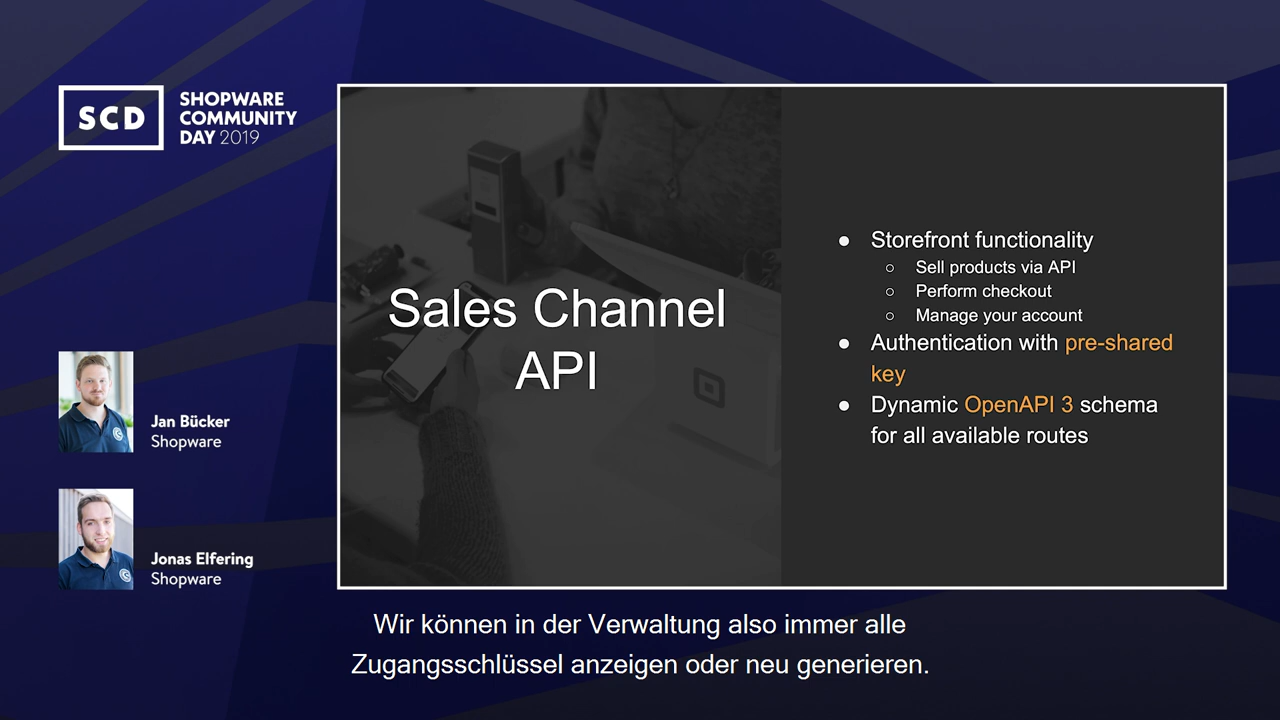 SCD
SHOPWARE
COMMUNITY
DAY 2019
Jan Bücker
Shopware
Jonas Elfering
Shopware
Sales Channel
API
● Storefront functionality
○ Sell products via API
○ Perform checkout
○ Manage your account
● Authentication with pre-shared
key
● Dynamic OpenAPI 3 schema
for all available routes
Wir können in der Verwaltung also immer alle
Zugangsschlüssel anzeigen oder neu generieren.